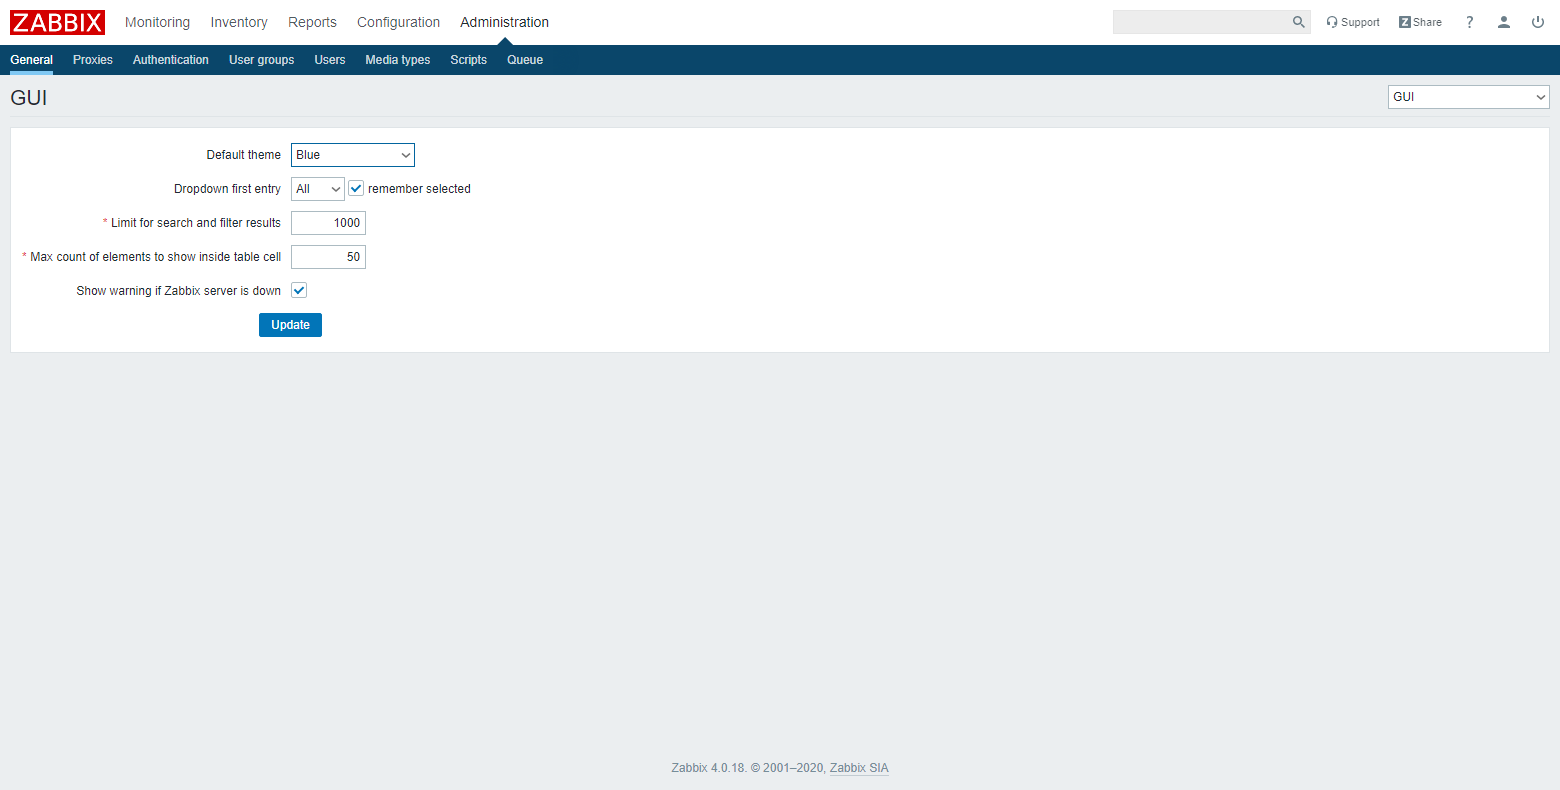 ZABBIX Monitoring Inventory Reports Configuration Administration Support Z Share ?
General Proxies Authentication User groups Users Media types Scripts Queue
GUI GUI
Default theme Blue
Dropdown first entry All remember selected
* Limit for search and filter results 1000
* Max count of elements to show inside table cell 50
Show warning if Zabbix server is down
Update
Zabbix 4.0.18. © 2001–2020, Zabbix SIA